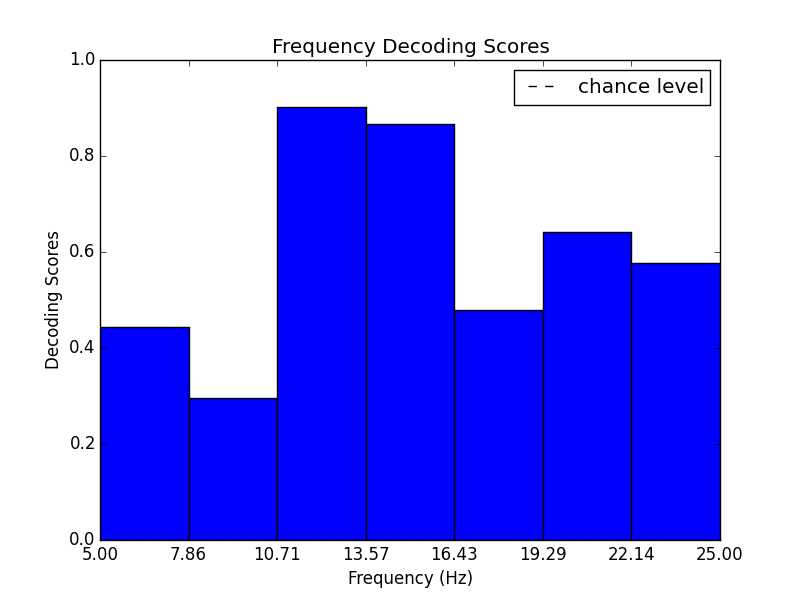 Frequency Decoding Scores
chance level
Decoding Scores
1.0
0.8
0.6
0.4
0.2
0.0
5.00 7.86 10.71 13.57 16.43 19.29 22.14 25.00
Frequency (Hz)